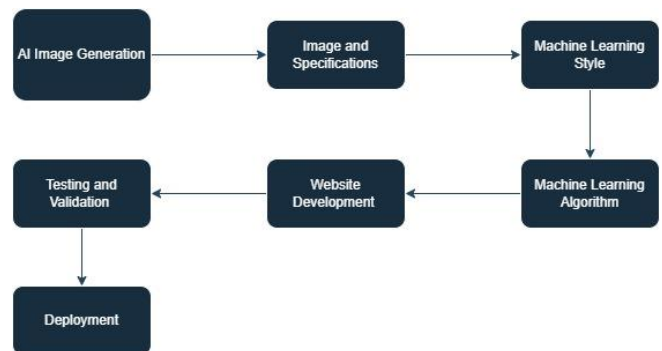 AI Image Generation
Image and
Specifications
Machine Learning
Style
Machine Learning
Algorithm
Website
Development
Testing and
Validation
Deployment